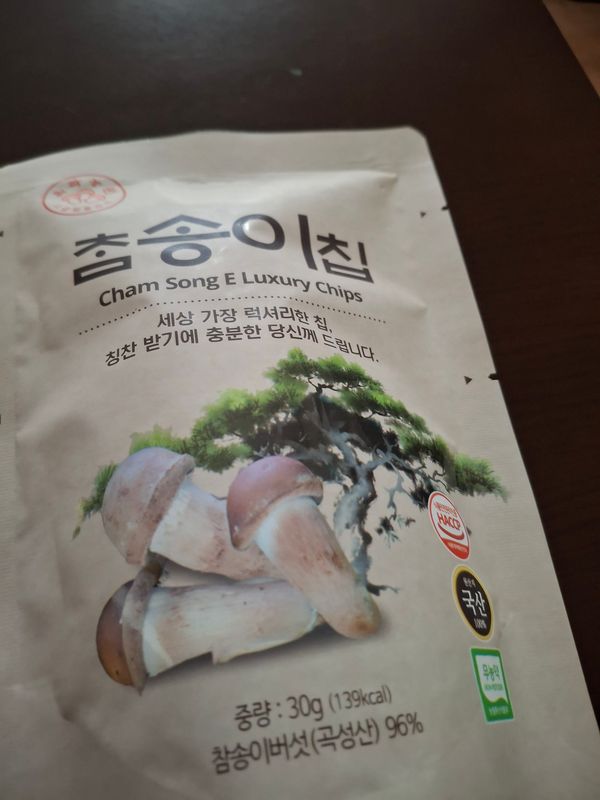 참송이칩
Cham Song E Luxury Chips
세상 가장 럭셔리한 칩,
칭찬 받기에 충분한 당신께 드립니다.
HACCP
국산
100%
무농약
중량 : 30g (139kcal)
참송이버섯(곡성산) 96%